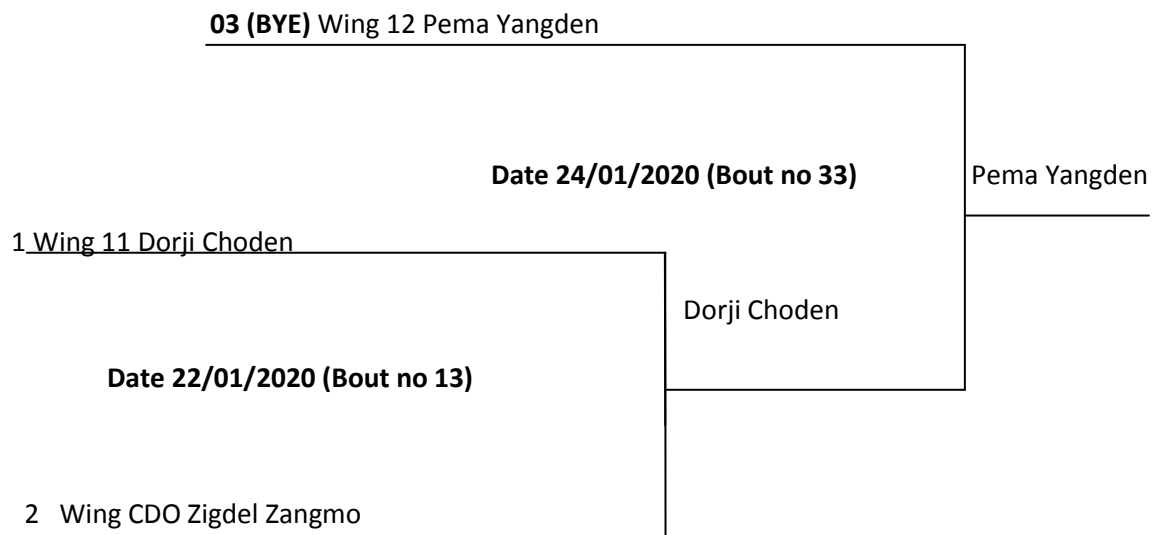 03 (BYE) Wing 12 Pema Yangden
Date 24/01/2020 (Bout no 33)
Pema Yangden
1 Wing 11 Dorji Choden
Dorji Choden
Date 22/01/2020 (Bout no 13)
2 Wing CDO Zigdel Zangmo